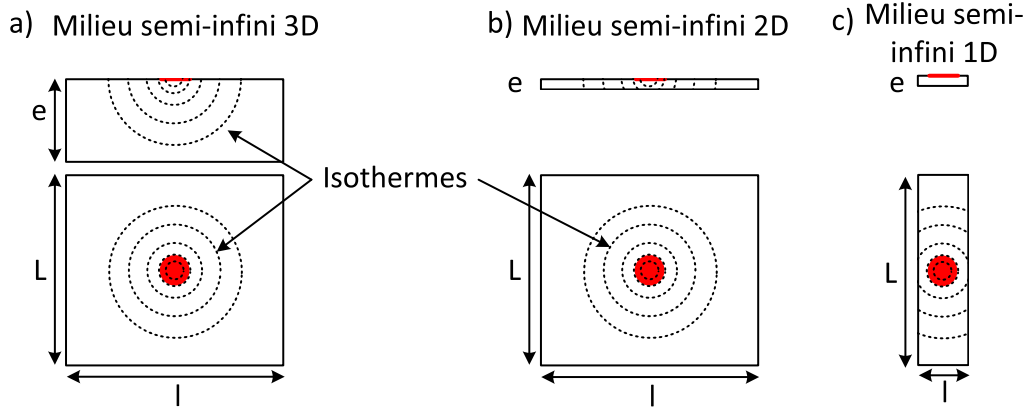 a) Milieu semi-infini 3D
e
L
l
Isothermes
b) Milieu semi-infini 2D
e
L
l
c) Milieu semi-
infini 1D
e
L
l